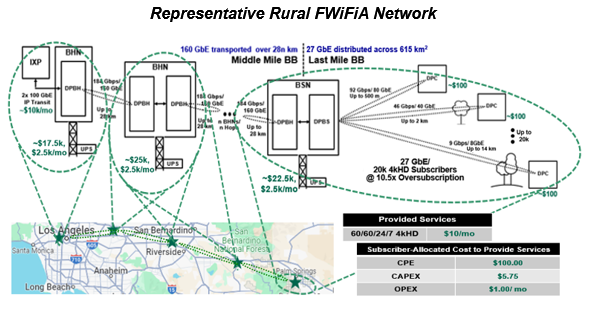 Representative Rural FWiFiA Network
160 GbE transported over 28n km
27 GbE distributed across 615 km²
Middle Mile BB
Last Mile BB
BHN
IXP
DPBH
2x 100 GbE
IP Transit
~$10k/mo
184 Gbps/
160 GbE
Up to
28 km
UPS
~$17.5k,
$2.5k/mo
BHN
DPBH
DPBH
184 Gbps/
160 GbE
Up to
28 km
UPS
~$25k,
$2.5k/mo
n BHNs/
n Hops
184 Gbps/
160 GbE
Up to
28 km
BSN
DPBH
DPBS
UPS
~$22.5k,
$2.5k/mo
92 Gbps/ 80 GbE
Up to 500 m
DPC
~$100
46 Gbps/ 40 GbE
Up to 2 km
DPC
~$100
Up to
20k
9 Gbps/ 8GbE
Up to 14 km
DPC
~$100
27 GbE/
20k 4kHD Subscribers
@ 10.5x Oversubscription
Los Angeles
Santa Monica
San Bernardino
San
Bernardino
National Forest
Riverside
Anaheim
Palm Springs
Long Beach
Provided Services
60/60/24/7 4kHD $10/mo
Subscriber-Allocated Cost to Provide Services
CPE $100.00
CAPEX $5.75
OPEX $1.00/ mo